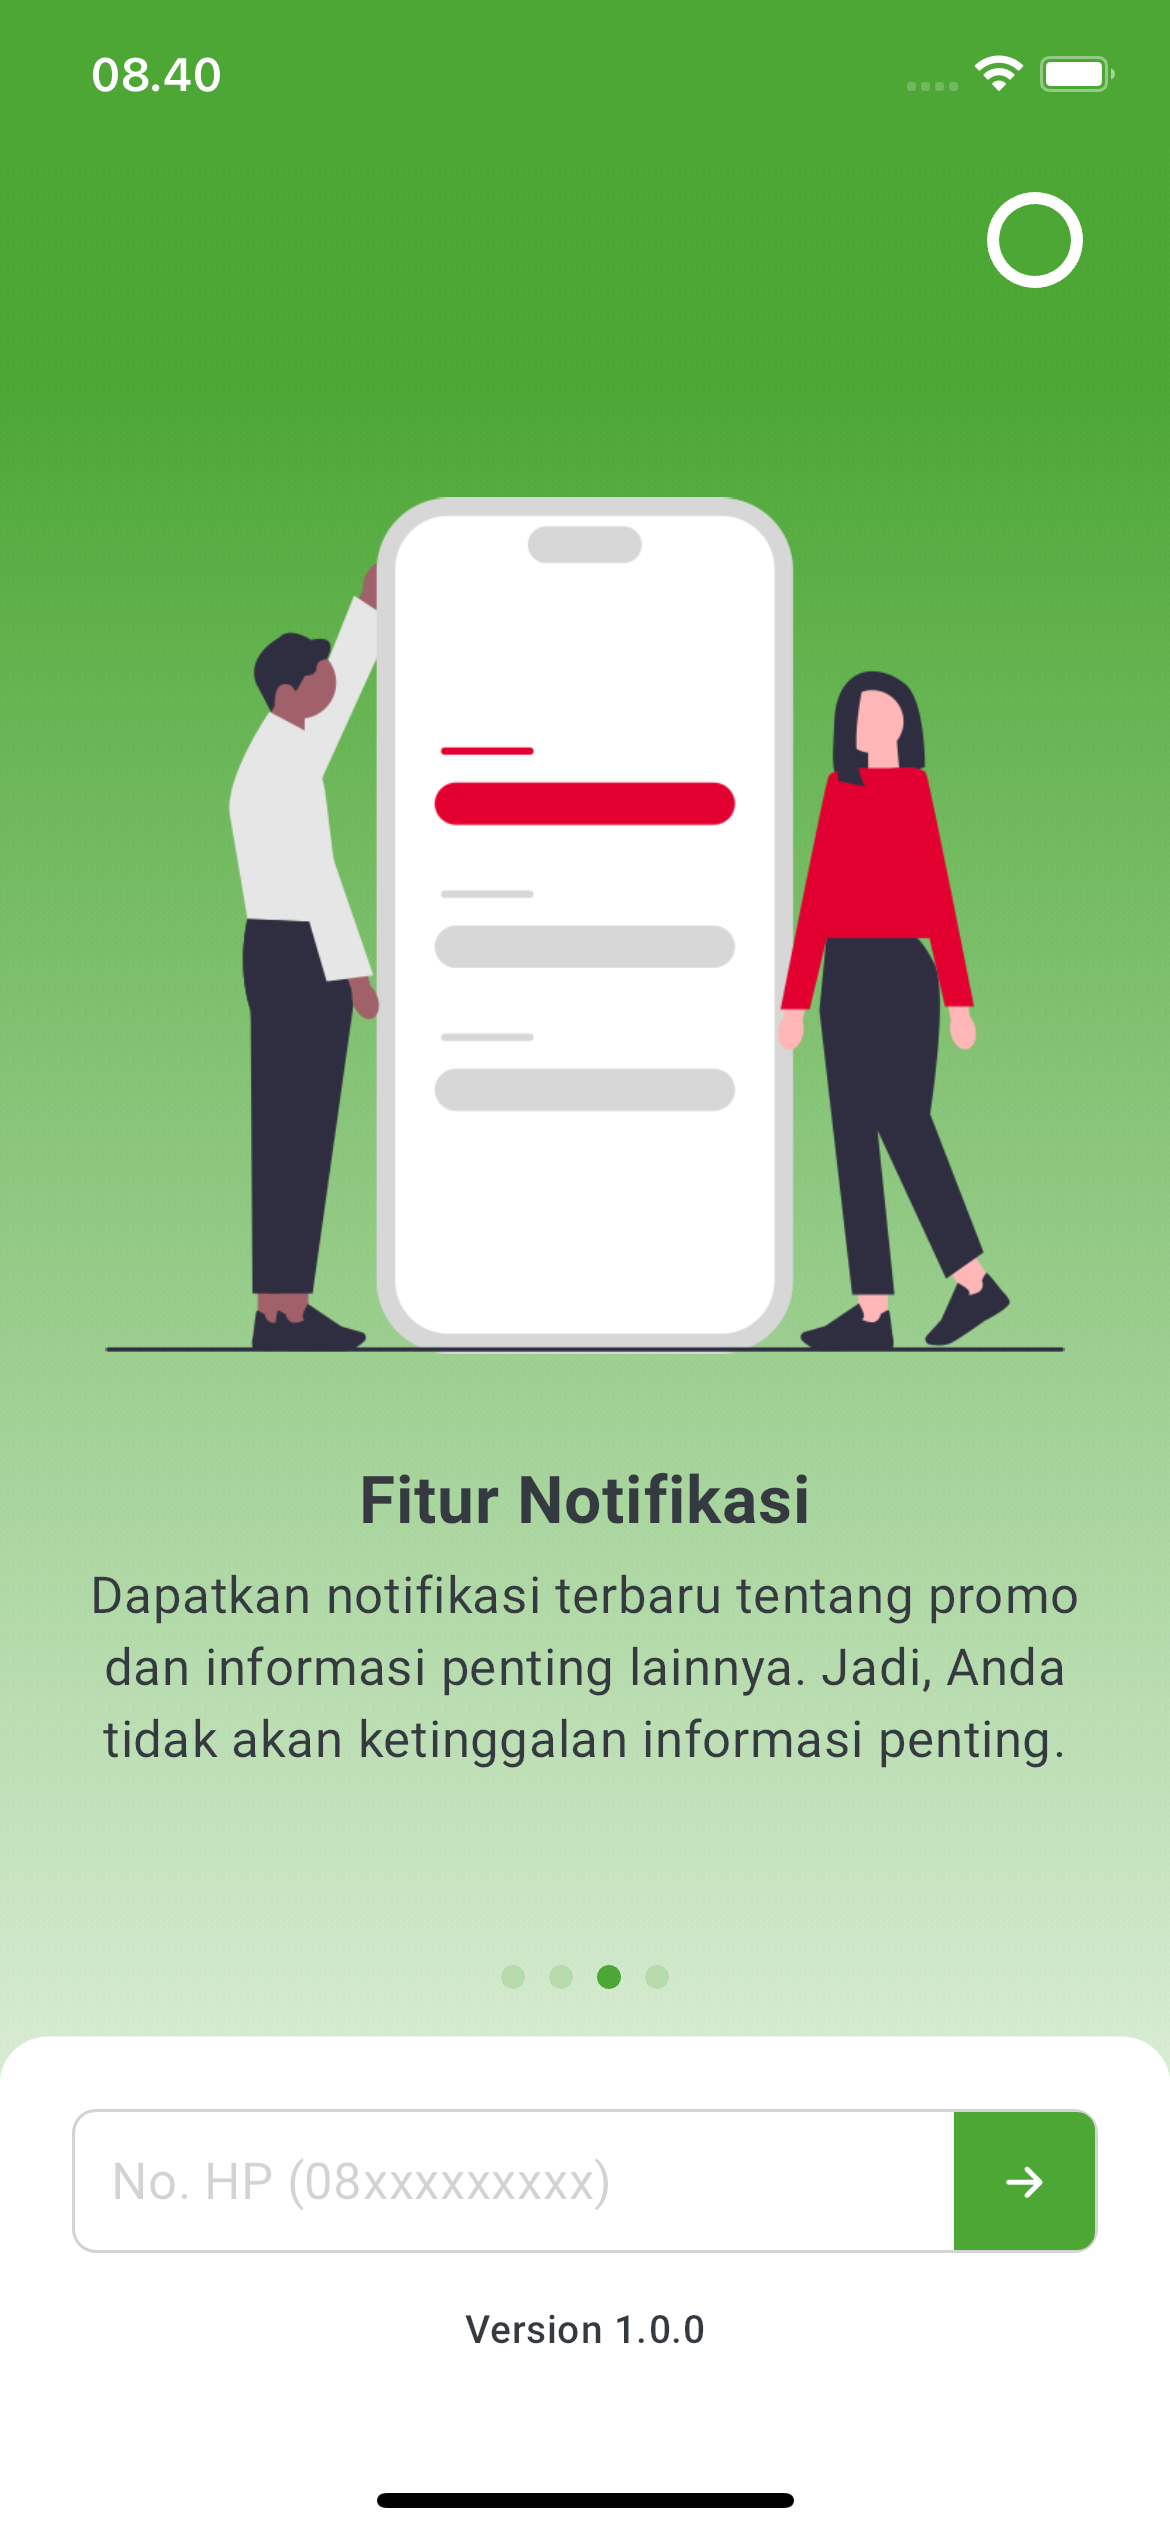 08.40
Fitur Notifikasi
Dapatkan notifikasi terbaru tentang promo
dan informasi penting lainnya. Jadi, Anda
tidak akan ketinggalan informasi penting.
No. HP (08xxxxxxxxx)
Version 1.0.0